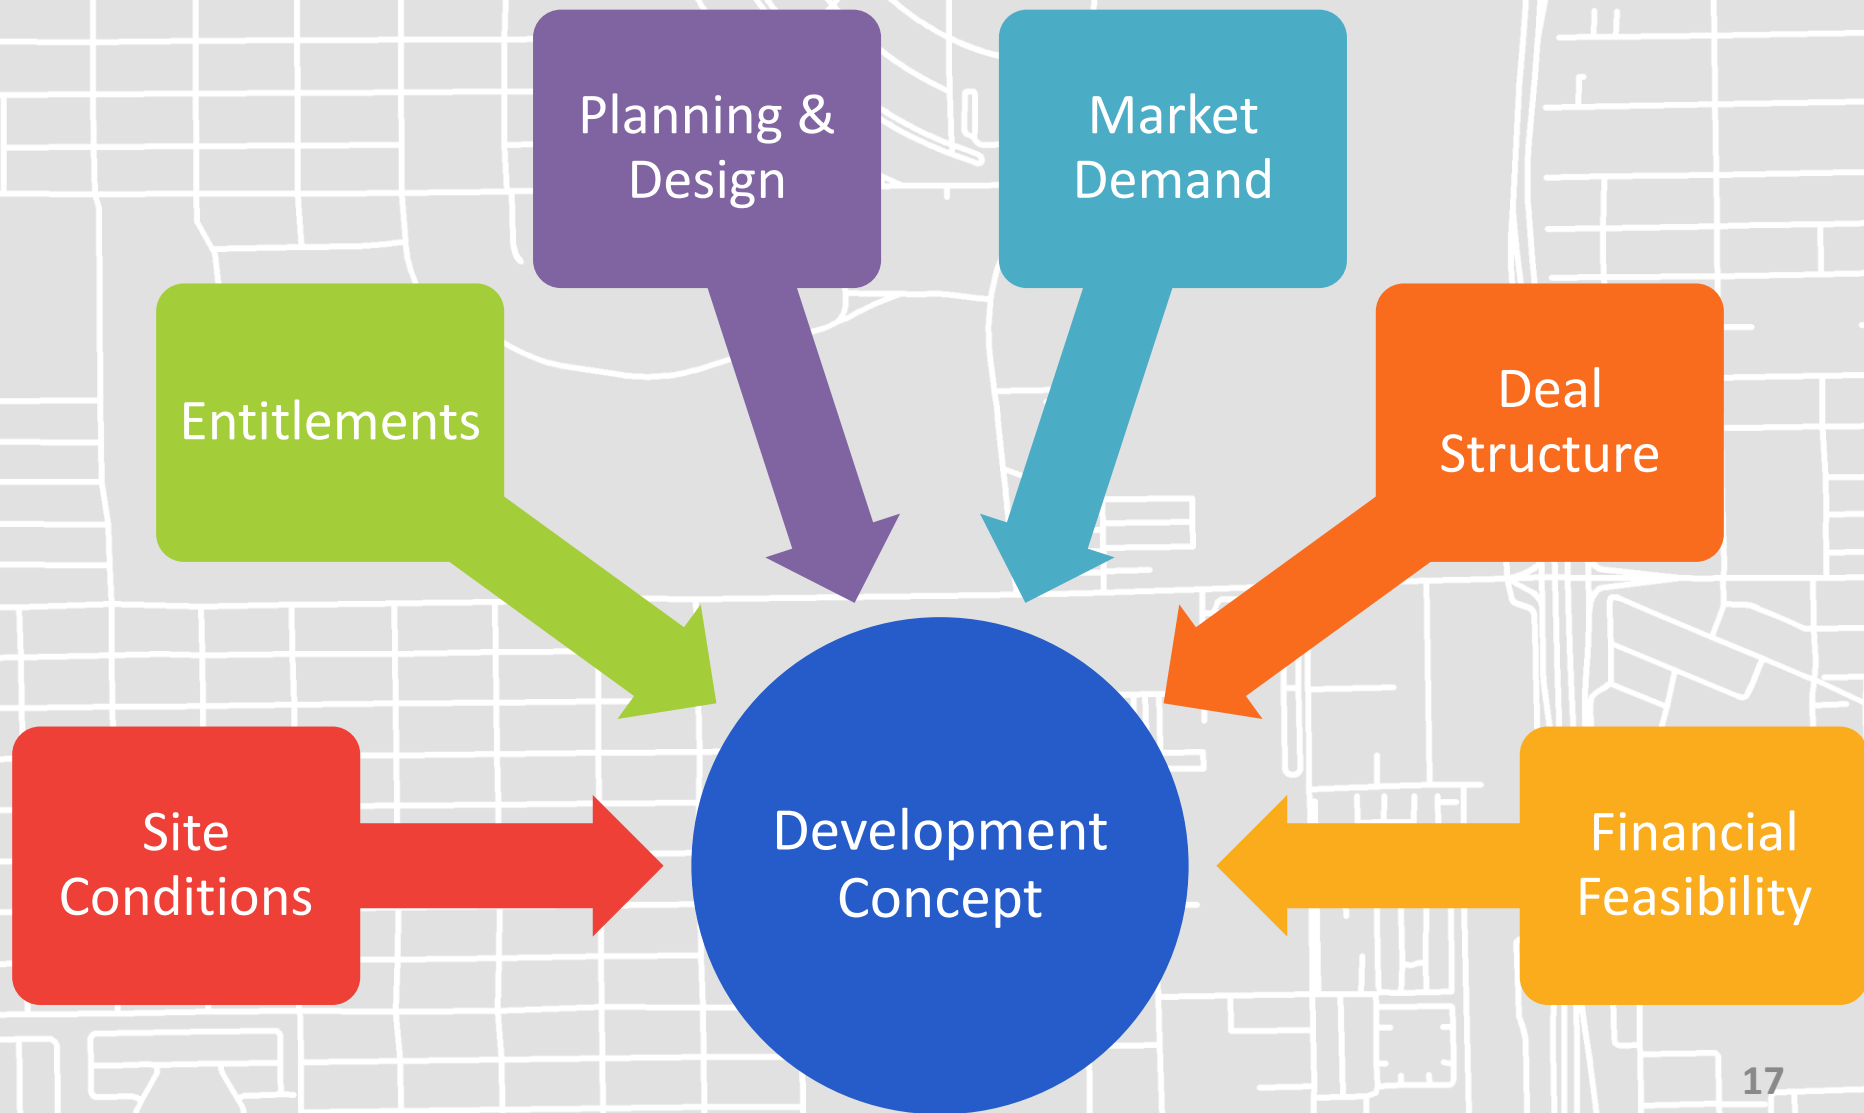 Planning &
Design
Market
Demand
Entitlements
Deal
Structure
Site
Conditions
Development
Concept
Financial
Feasibility
17